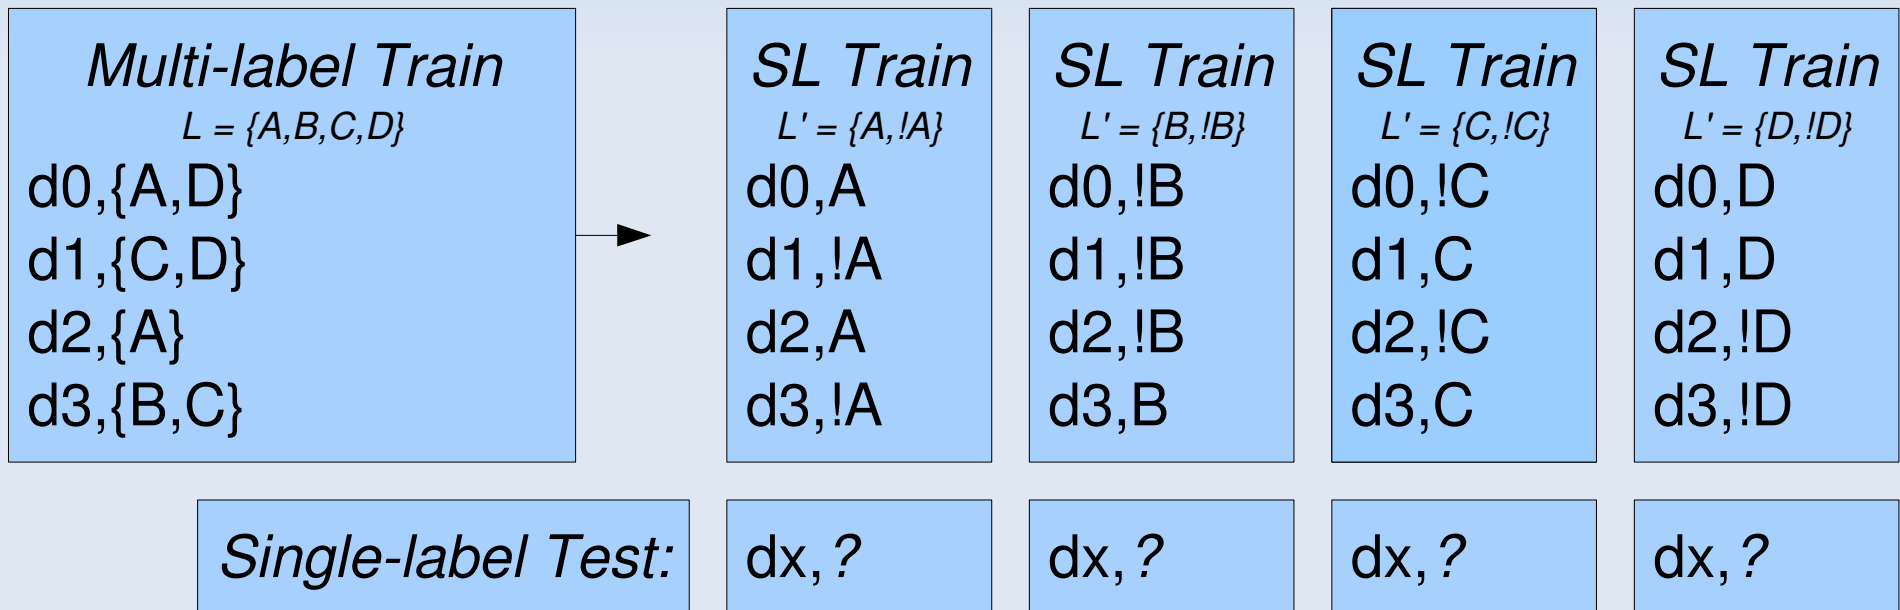 Multi-label Train
L = {A,B,C,D}
d0,{A,D}
d1,{C,D}
d2,{A}
d3,{B,C}
SL Train
L' = {A,!A}
d0,A
d1,!A
d2,A
d3,!A
SL Train
L' = {B,!B}
d0,!B
d1,!B
d2,!B
d3,B
SL Train
L' = {C,!C}
d0,!C
d1,C
d2,!C
d3,C
SL Train
L' = {D,!D}
d0,D
d1,D
d2,!D
d3,!D
Single-label Test:
dx,?
dx,?
dx,?
dx,?